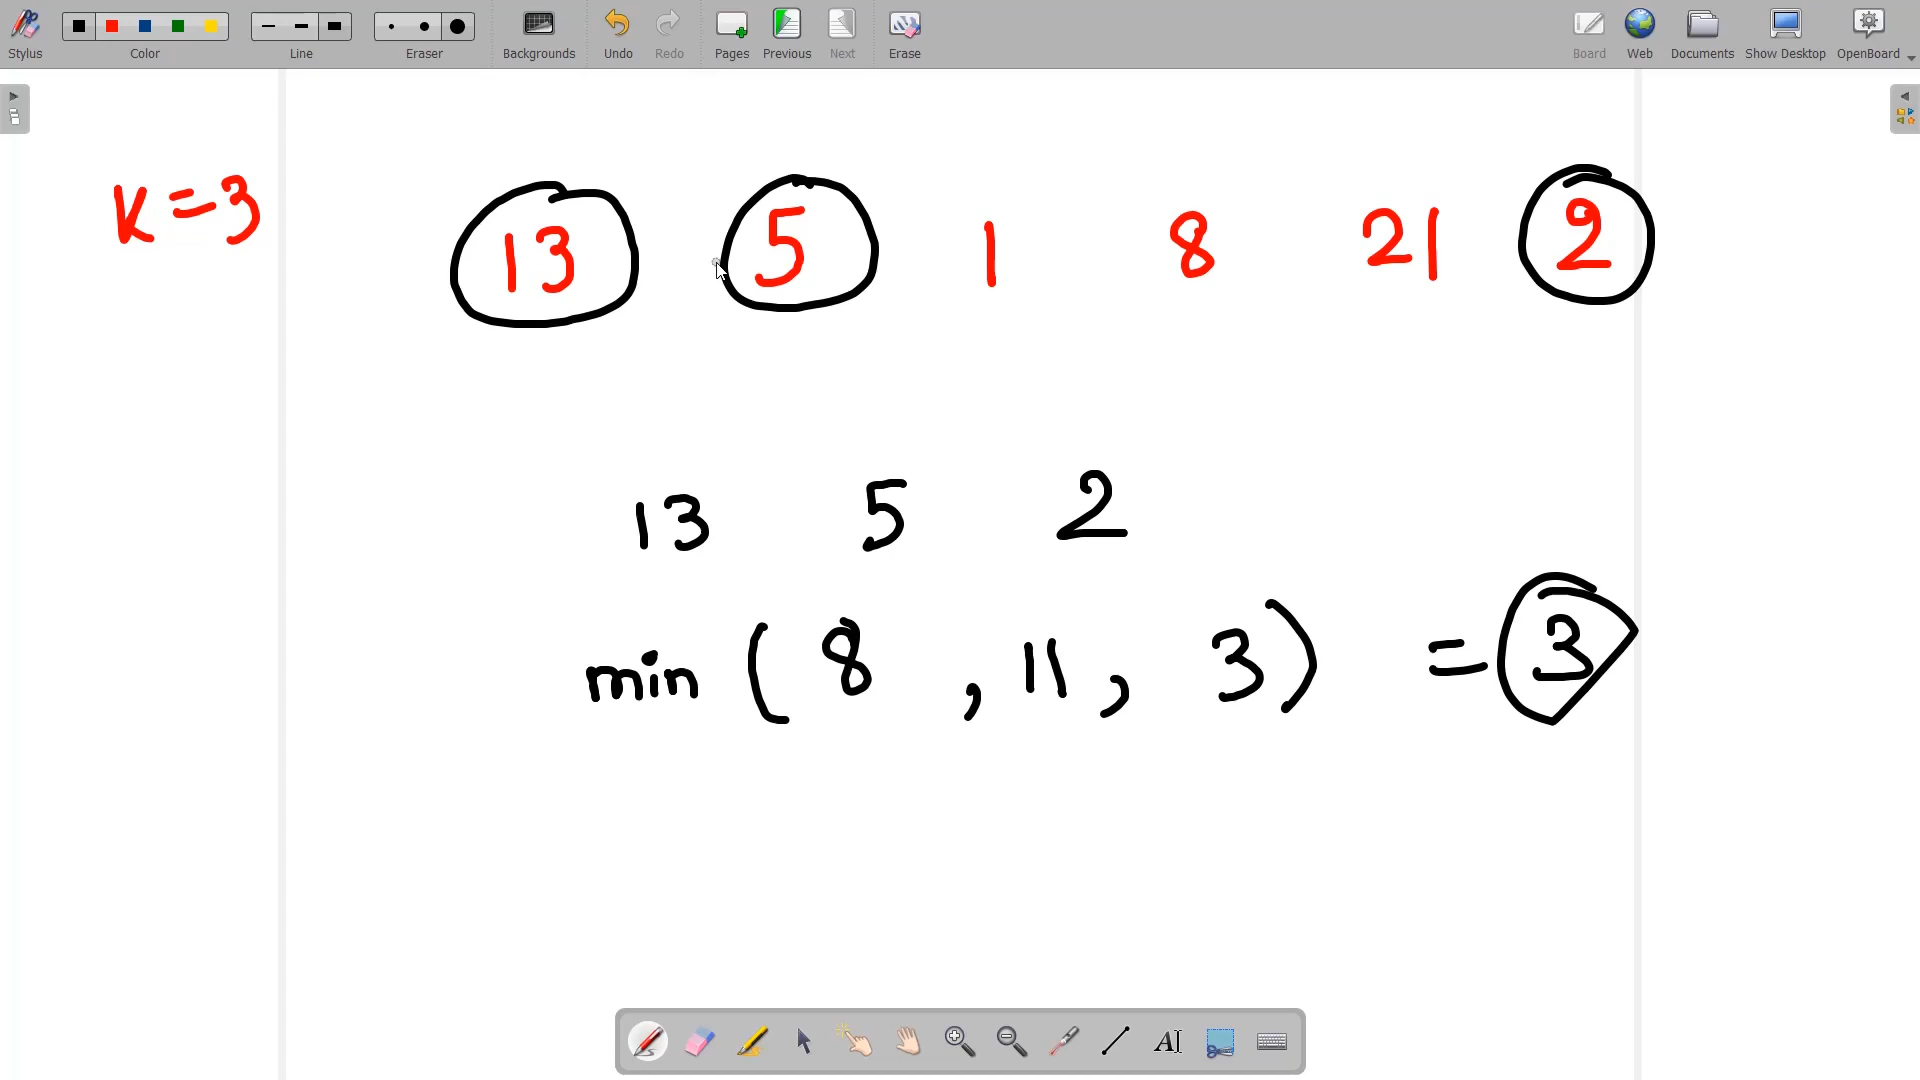 Stylus Color Line Eraser Backgrounds Undo Redo Pages Previous Next Erase Board Web Documents Show Desktop OpenBoard
K=3
13 5 1 8 21 2
13 5 2
min ( 8 , 11 , 3 ) = 3
AI